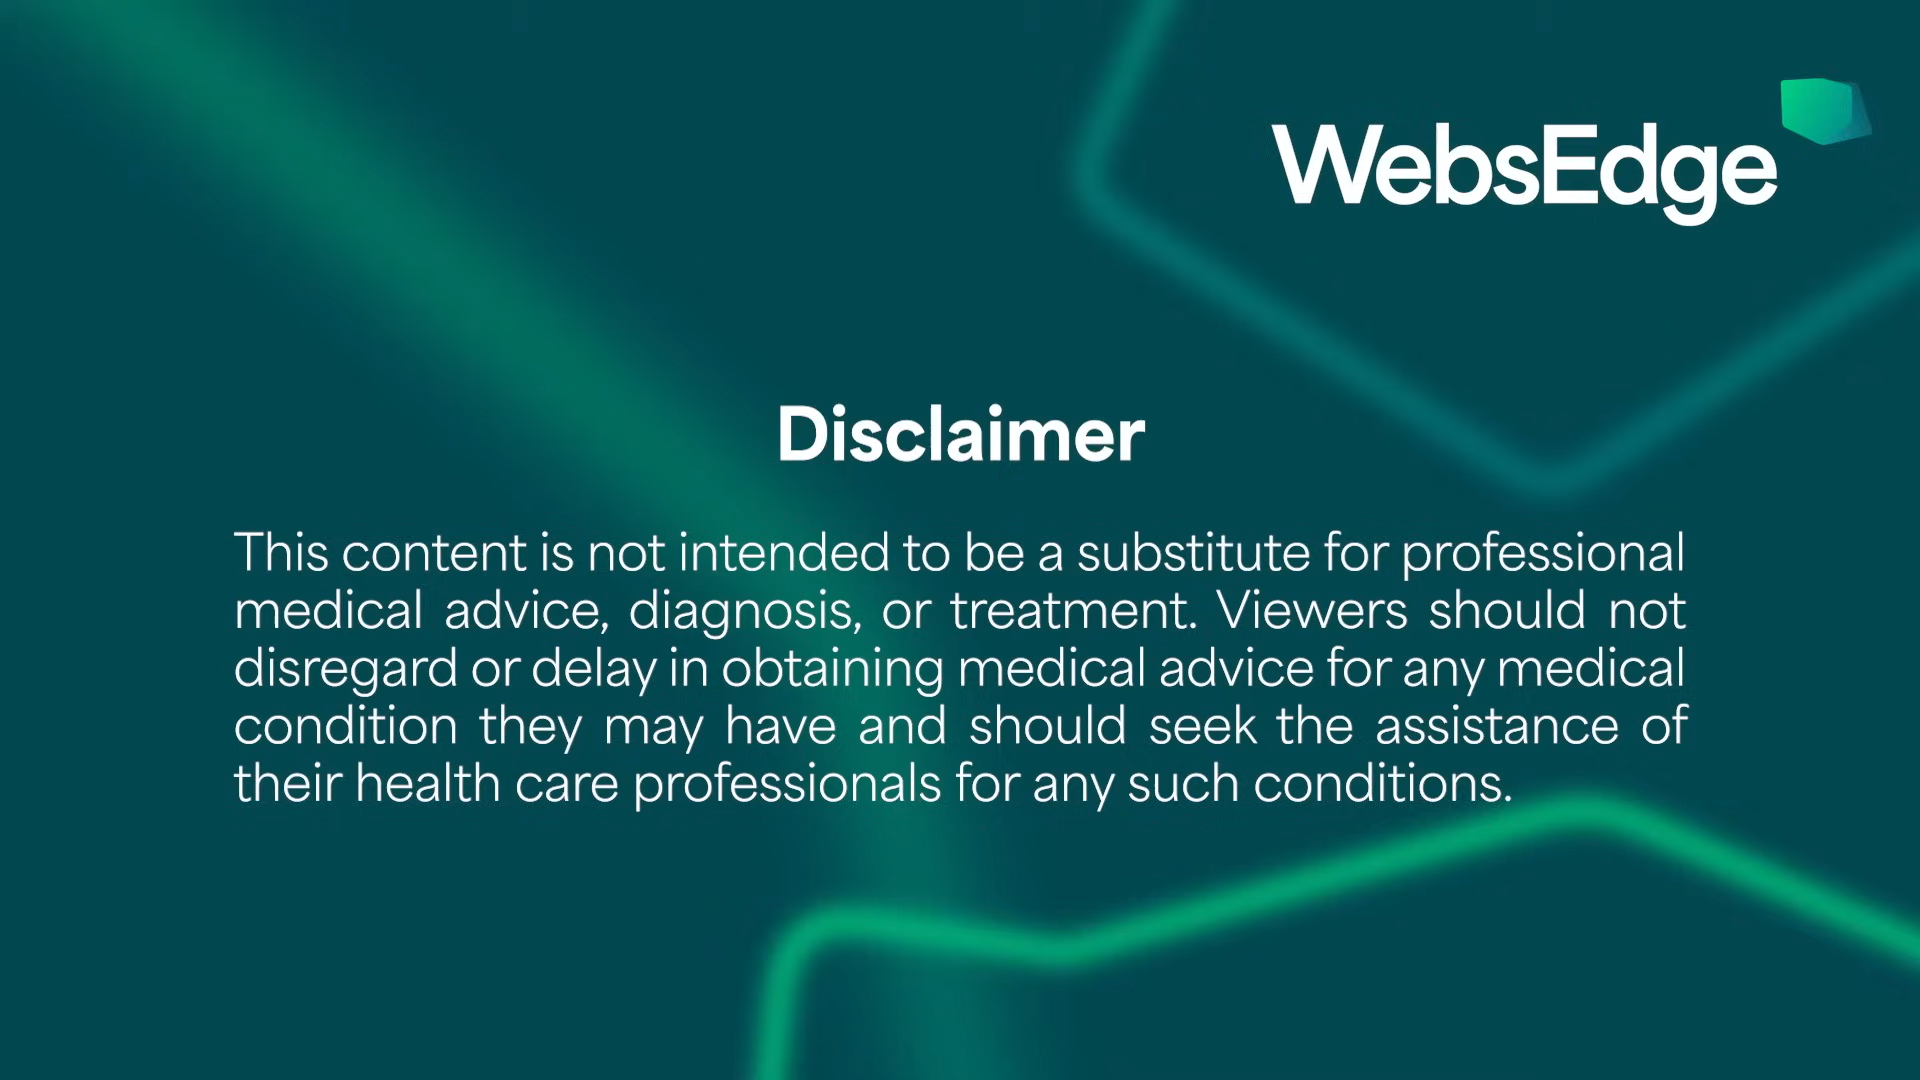 WebsEdge
Disclaimer
This content is not intended to be a substitute for professional
medical advice, diagnosis, or treatment. Viewers should not
disregard or delay in obtaining medical advice for any medical
condition they may have and should seek the assistance of
their health care professionals for any such conditions.